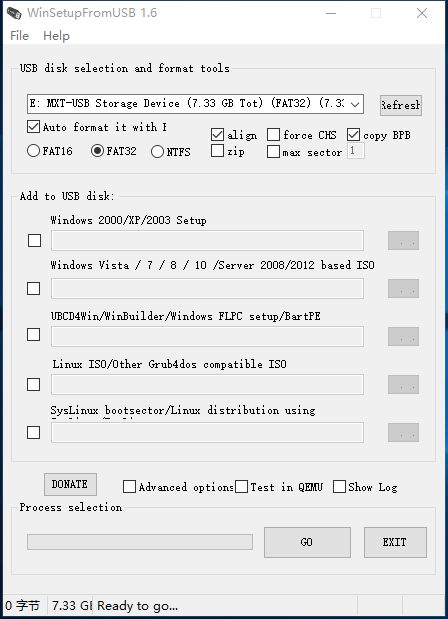 WinSetupFromUSB 1.6
File Help
USB disk selection and format tools
E: MXT-USB Storage Device (7.33 GB Tot) (FAT32) (7.33
Refresh
Auto format it with F
align force CHS copy BPB
FAT16 FAT32 NTFS
zip max sector 1
Add to USB disk:
Windows 2000/XP/2003 Setup
Windows Vista / 7 / 8 / 10 /Server 2008/2012 based ISO
UBCD4Win/WinBuilder/Windows FLPC setup/BartPE
Linux ISO/Other Grub4dos compatible ISO
SysLinux bootsector/Linux distribution using
DONATE Advanced options Test in QEMU Show Log
Process selection
GO EXIT
0 字节 7.33 GB Ready to go...